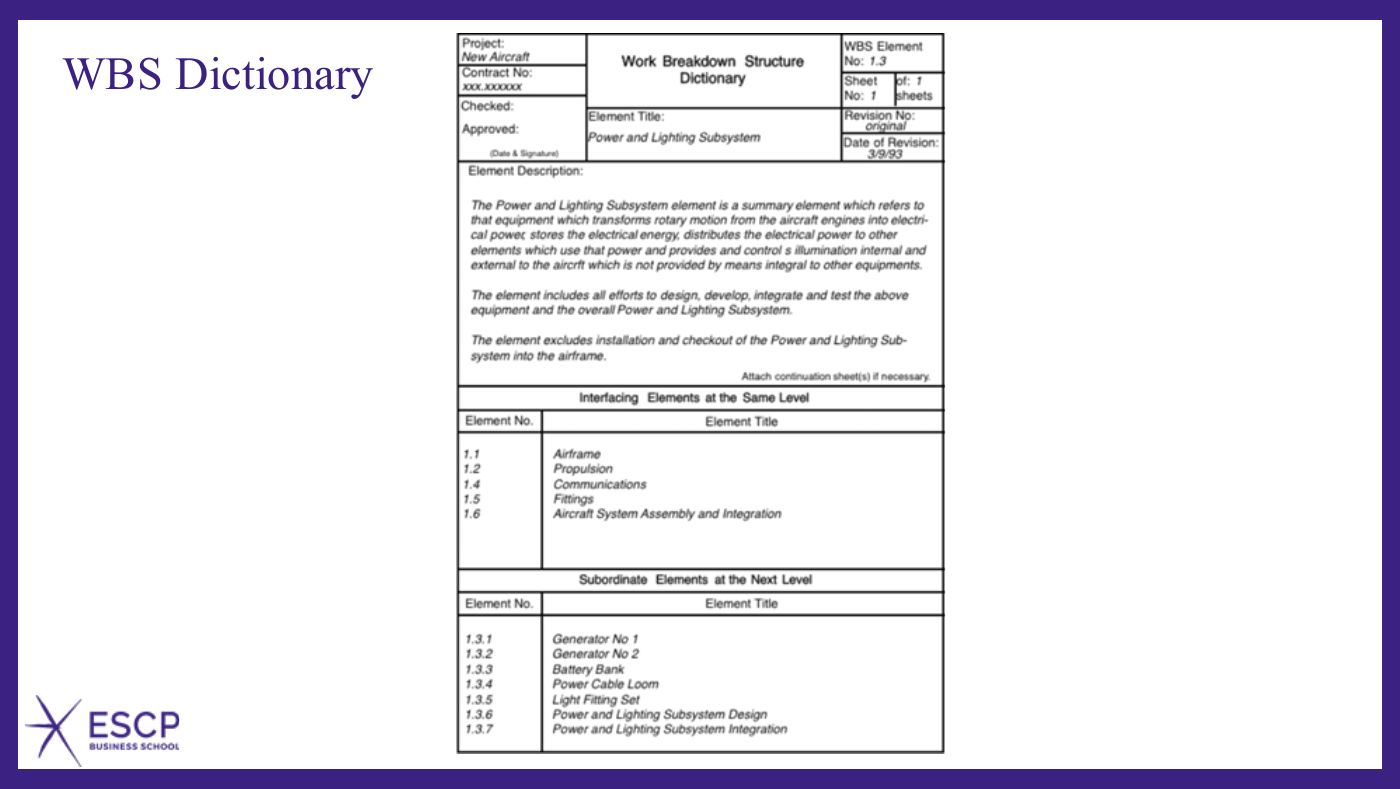 WBS Dictionary
Project:
New Aircraft
Contract No:
xxx.xxxxxx
Checked:
Approved:
(Date & Signature)
Work Breakdown Structure
Dictionary
Element Title:
Power and Lighting Subsystem
WBS Element
No: 1.3
Sheet of: 1
No: 1 sheets
Revision No:
original
Date of Revision:
3/9/93
Element Description:
The Power and Lighting Subsystem element is a summary element which refers to
that equipment which transforms rotary motion from the aircraft engines into electri-
cal power, stores the electrical energy, distributes the electrical power to other
elements which use that power and provides and control s illumination internal and
external to the aircrft which is not provided by means integral to other equipments.
The element includes all efforts to design, develop, integrate and test the above
equipment and the overall Power and Lighting Subsystem.
The element excludes installation and checkout of the Power and Lighting Sub-
system into the airframe.
Attach continuation sheet(s) if necessary.
Interfacing Elements at the Same Level
Element No. Element Title
1.1 Airframe
1.2 Propulsion
1.4 Communications
1.5 Fittings
1.6 Aircraft System Assembly and Integration
Subordinate Elements at the Next Level
Element No. Element Title
1.3.1 Generator No 1
1.3.2 Generator No 2
1.3.3 Battery Bank
1.3.4 Power Cable Loom
1.3.5 Light Fitting Set
1.3.6 Power and Lighting Subsystem Design
1.3.7 Power and Lighting Subsystem Integration
ESCP
BUSINESS SCHOOL